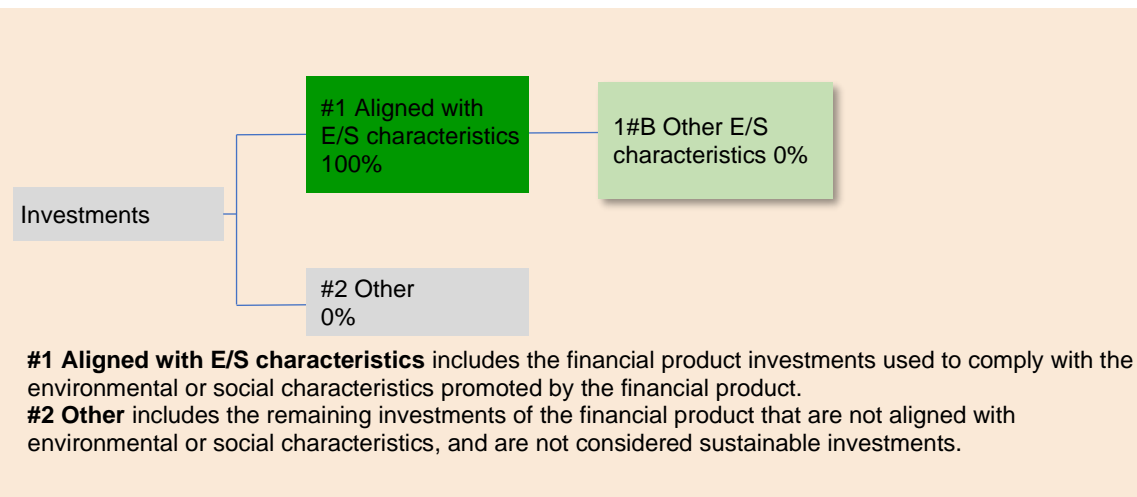 #1 Aligned with
E/S characteristics
100%
1#B Other E/S
characteristics 0%
Investments
#2 Other
0%
#1 Aligned with E/S characteristics includes the financial product investments used to comply with the
environmental or social characteristics promoted by the financial product.
#2 Other includes the remaining investments of the financial product that are not aligned with
environmental or social characteristics, and are not considered sustainable investments.